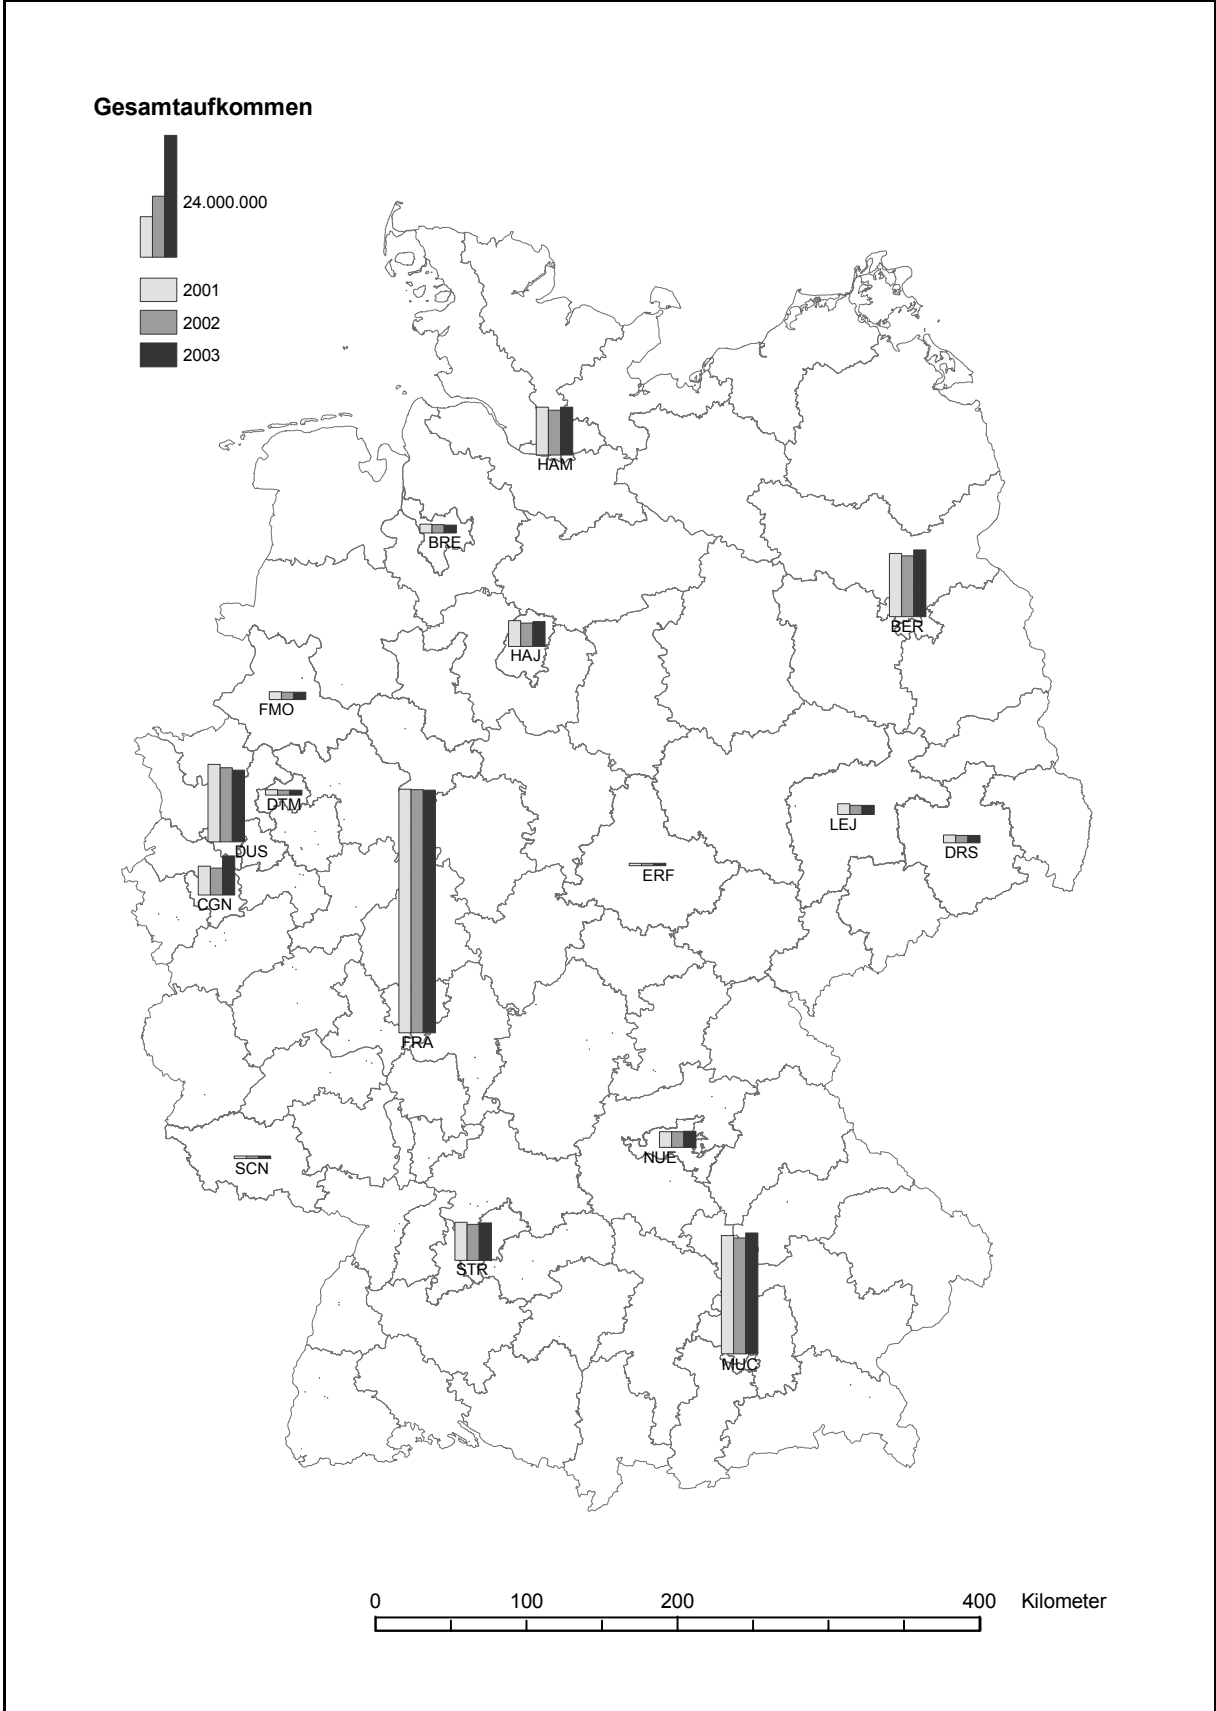 Gesamtaufkommen
24.000.000
2001
2002
2003
HAM
BRE
BER
HAJ
FMO
DTM
LEJ
DUS
DRS
ERF
CGN
FRA
NUE
SCN
STR
MUC
0 100 200 400 Kilometer